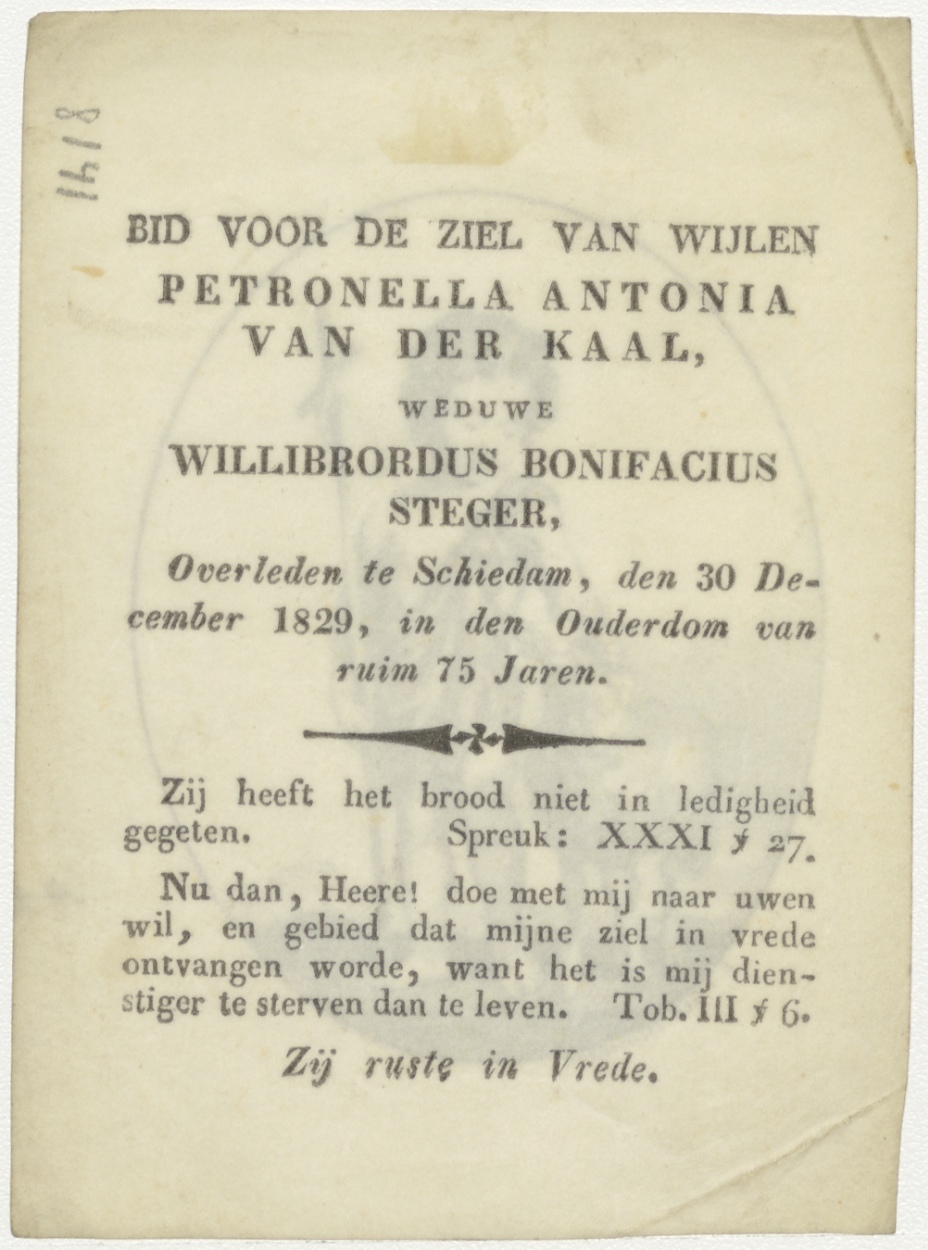 1418
BID VOOR DE ZIEL VAN WIJLEN
PETRONELLA ANTONIA
VAN DER KAAL,
WEDUWE
WILLIBRORDUS BONIFACIUS
STEGER,
Overleden te Schiedam, den 30 De-
cember 1829, in den Ouderdom van
ruim 75 Jaren.
Zij heeft het brood niet in ledigheid
gegeten. Spreuk: XXXI ℣ 27.
Nu dan, Heere! doe met mij naar uwen
wil, en gebied dat mijne ziel in vrede
ontvangen worde, want het is mij dien-
stiger te sterven dan te leven. Tob. III ℣ 6.
Zij ruste in Vrede.